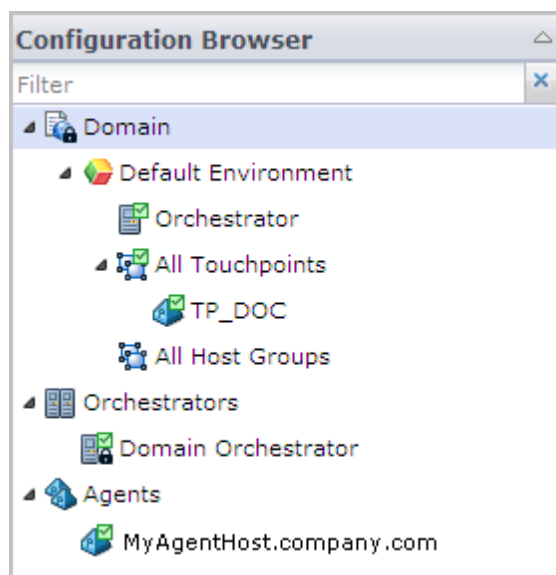 Configuration Browser
Filter
Domain
Default Environment
Orchestrator
All Touchpoints
TP_DOC
All Host Groups
Orchestrators
Domain Orchestrator
Agents
MyAgentHost.company.com